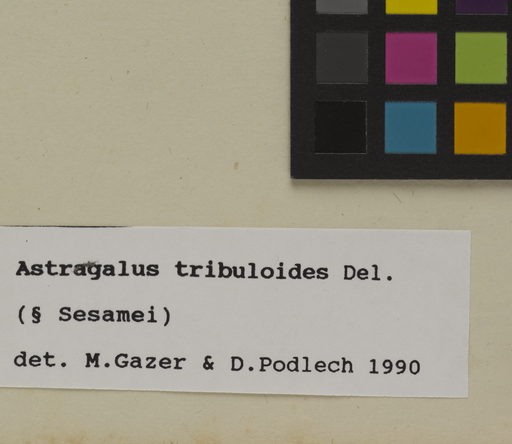 Astragalus tribuloides Del.
(§ Sesamei)
det. M.Gazer & D.Podlech 1990